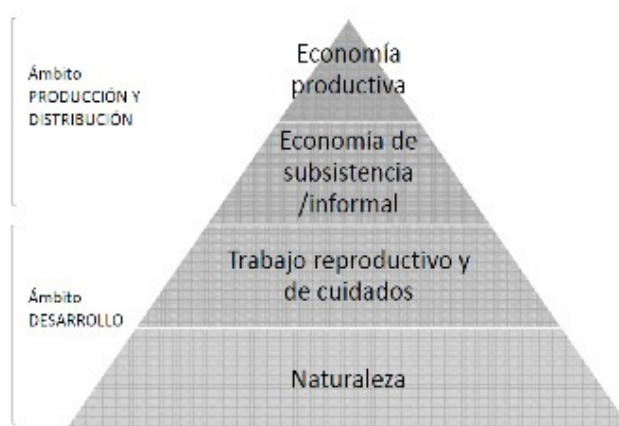 Economía
productiva
Ámbito
PRODUCCIÓN Y
DISTRIBUCIÓN
Economía de
subsistencia
/informal
Trabajo reproductivo y
de cuidados
Ámbito
DESARROLLO
Naturaleza